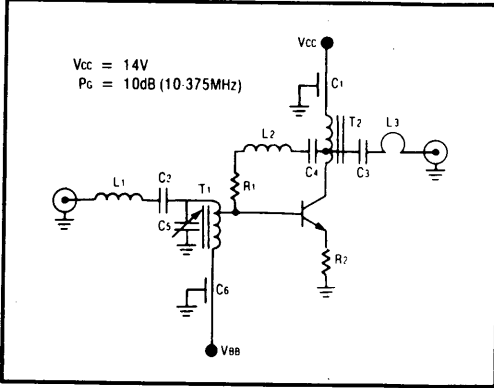 Vcc
Vcc = 14V
PG = 10dB (10-375MHz)
C1
T2
L3
L2
C4
C3
L1
C2
T1
R1
C5
R2
C6
VBB